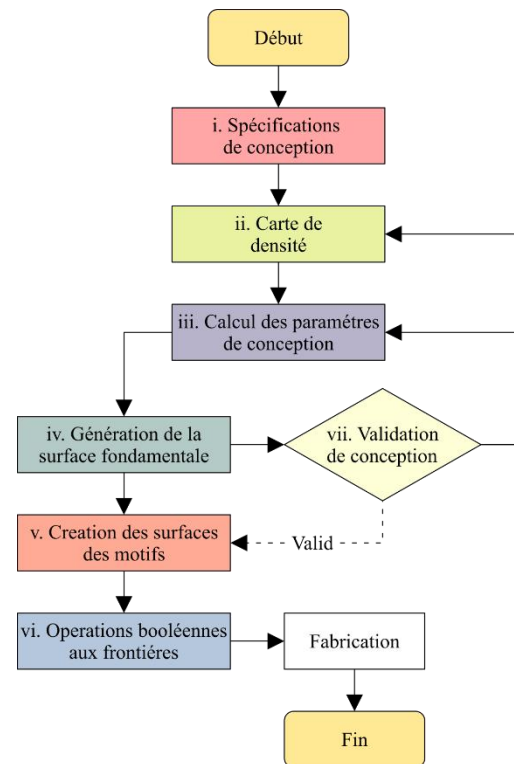 Début
i. Spécifications
de conception
ii. Carte de
densité
iii. Calcul des paramétres
de conception
iv. Génération de la
surface fondamentale
vii. Validation
de conception
v. Creation des surfaces
des motifs
Valid
vi. Operations booléennes
aux frontiéres
Fabrication
Fin